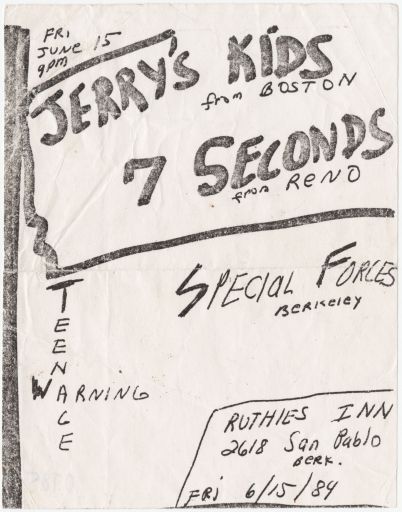 FRI
JUNE 15
9pm
JERRY'S KIDS
from BOSTON
7 SECONDS
from RENO
SPECIAL FORCES
BERKELEY
TEENAGE
WARNING
RUTHIES INN
2618 San Pablo
BERK.
FRI 6/15/84